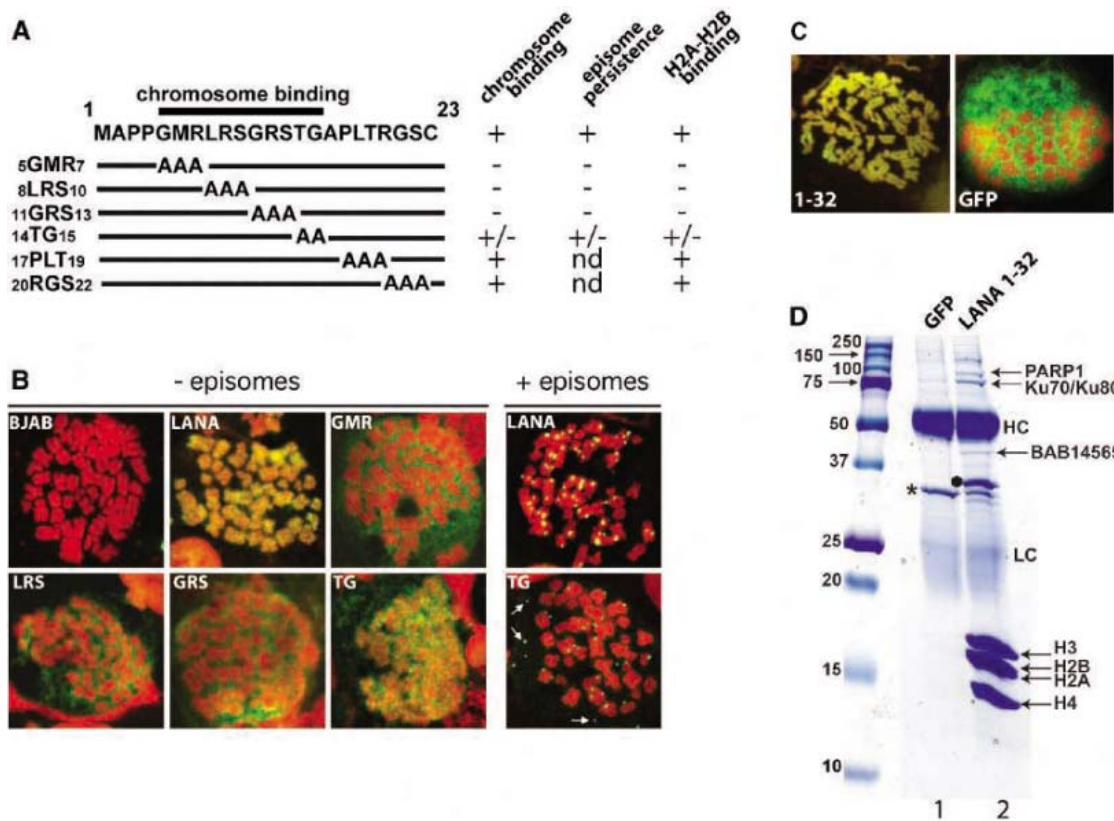 A
chromosome binding
episome persistence
H2A-H2B binding
1 chromosome binding 23
MAPPGMRLRSGRSTGAPLTRGSC + + +
5GMR7 AAA - - -
8LRS10 AAA - - -
11GRS13 AAA - - -
14TG15 AA +/- +/- +/-
17PLT19 AAA + nd +
20RGS22 AAA + nd +
B
- episomes + episomes
BJAB LANA GMR LANA
LRS GRS TG TG
C
1-32 GFP
D
GFP LANA 1-32
250
150
100
75
50
37
25
20
15
10
PARP1
Ku70/Ku80
HC
BAB14565
*
LC
H3
H2B
H2A
H4
1 2